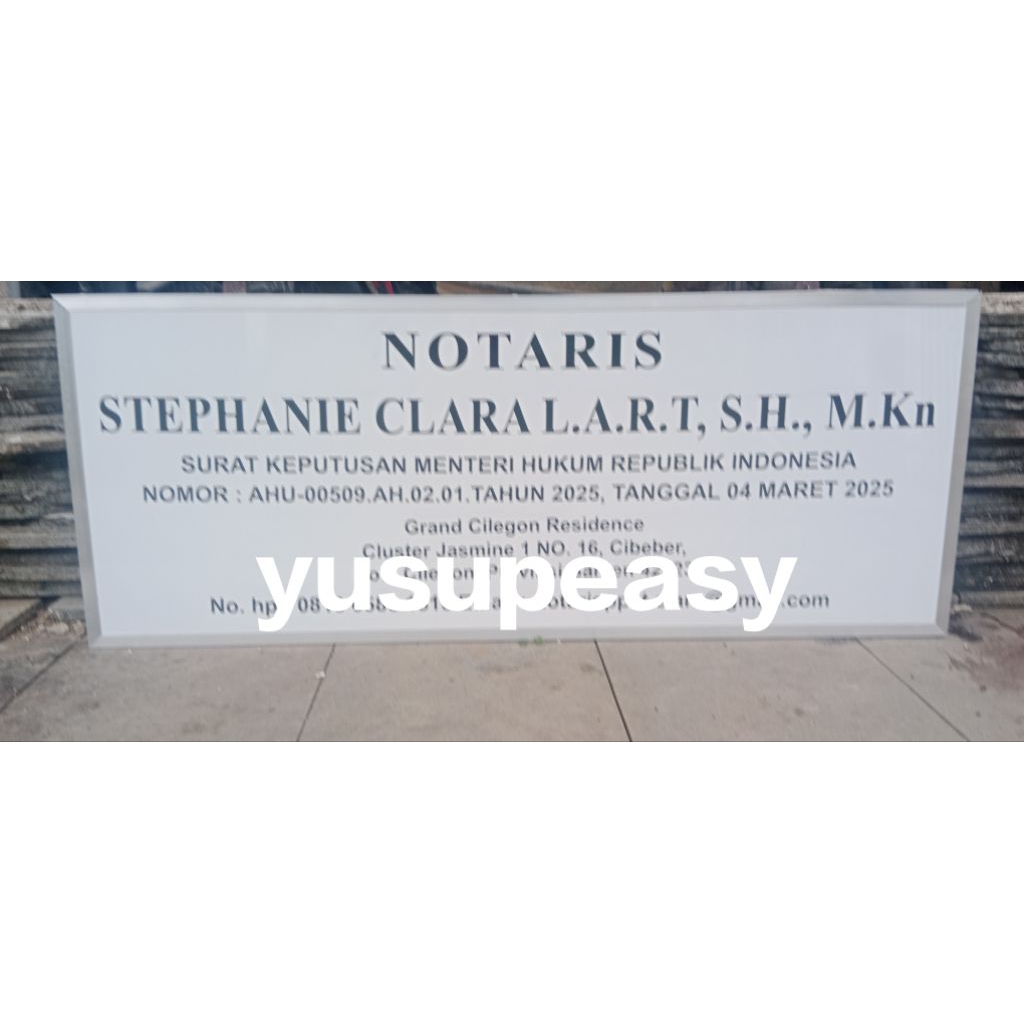 NOTARIS
STEPHANIE CLARA L.A.R.T, S.H., M.Kn
SURAT KEPUTUSAN MENTERI HUKUM REPUBLIK INDONESIA
NOMOR : AHU-00509.AH.02.01.TAHUN 2025, TANGGAL 04 MARET 2025
Grand Cilegon Residence
Cluster Jasmine 1 NO. 16, Cibeber,
yusupeasy
No. hp